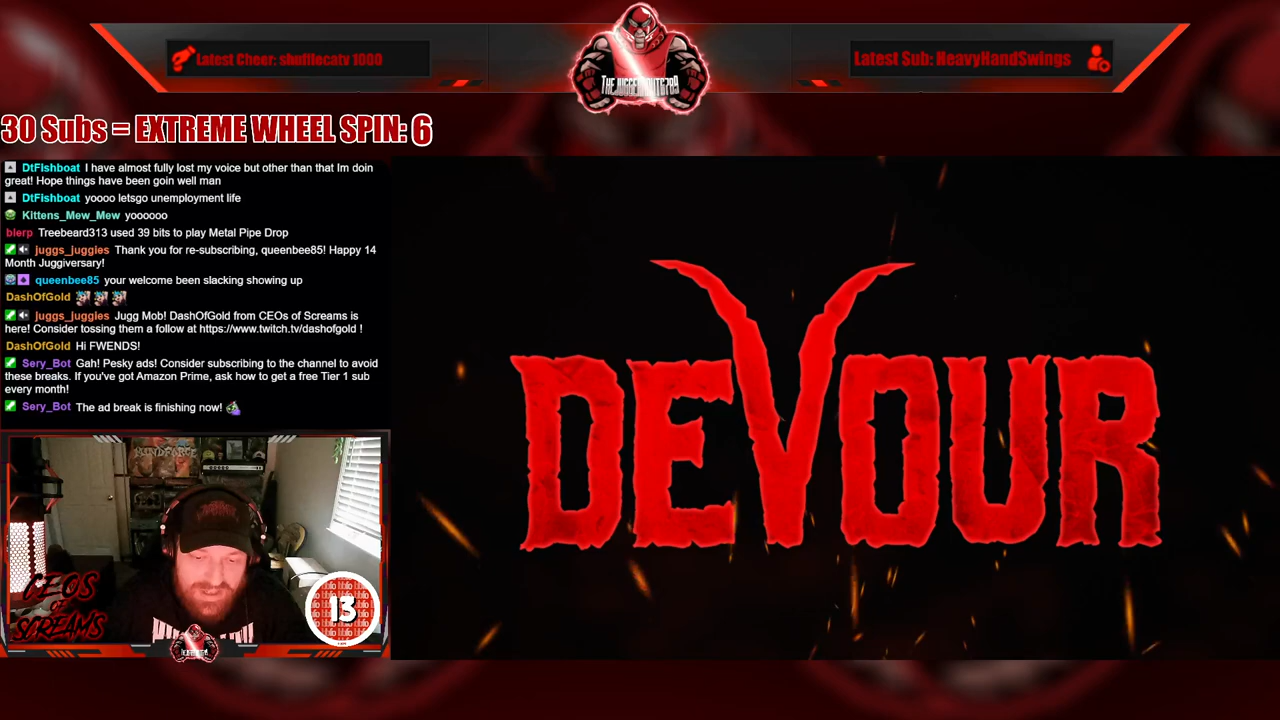 Latest Cheer: shufflecatv 1000
THEJUGGERNAUT6789
Latest Sub: HeavyHandSwings
30 Subs = EXTREME WHEEL SPIN: 6
DtFIshboat I have almost fully lost my voice but other than that Im doin
great! Hope things have been goin well man
DtFIshboat yoooo letsgo unemployment life
Kittens_Mew_Mew yoooooo
blerp Treebeard313 used 39 bits to play Metal Pipe Drop
juggs_juggies Thank you for re-subscribing, queenbee85! Happy 14
Month Juggiversary!
queenbee85 your welcome been slacking showing up
DashOfGold
juggs_juggies Jugg Mob! DashOfGold from CEOs of Screams is
here! Consider tossing them a follow at https://www.twitch.tv/dashofgold !
DashOfGold Hi FWENDS!
Sery_Bot Gah! Pesky ads! Consider subscribing to the channel to avoid
these breaks. If you've got Amazon Prime, ask how to get a free Tier 1 sub
every month!
Sery_Bot The ad break is finishing now!
DEVOUR
MINDFORCE
CEOS
OF
SCREAMS
13